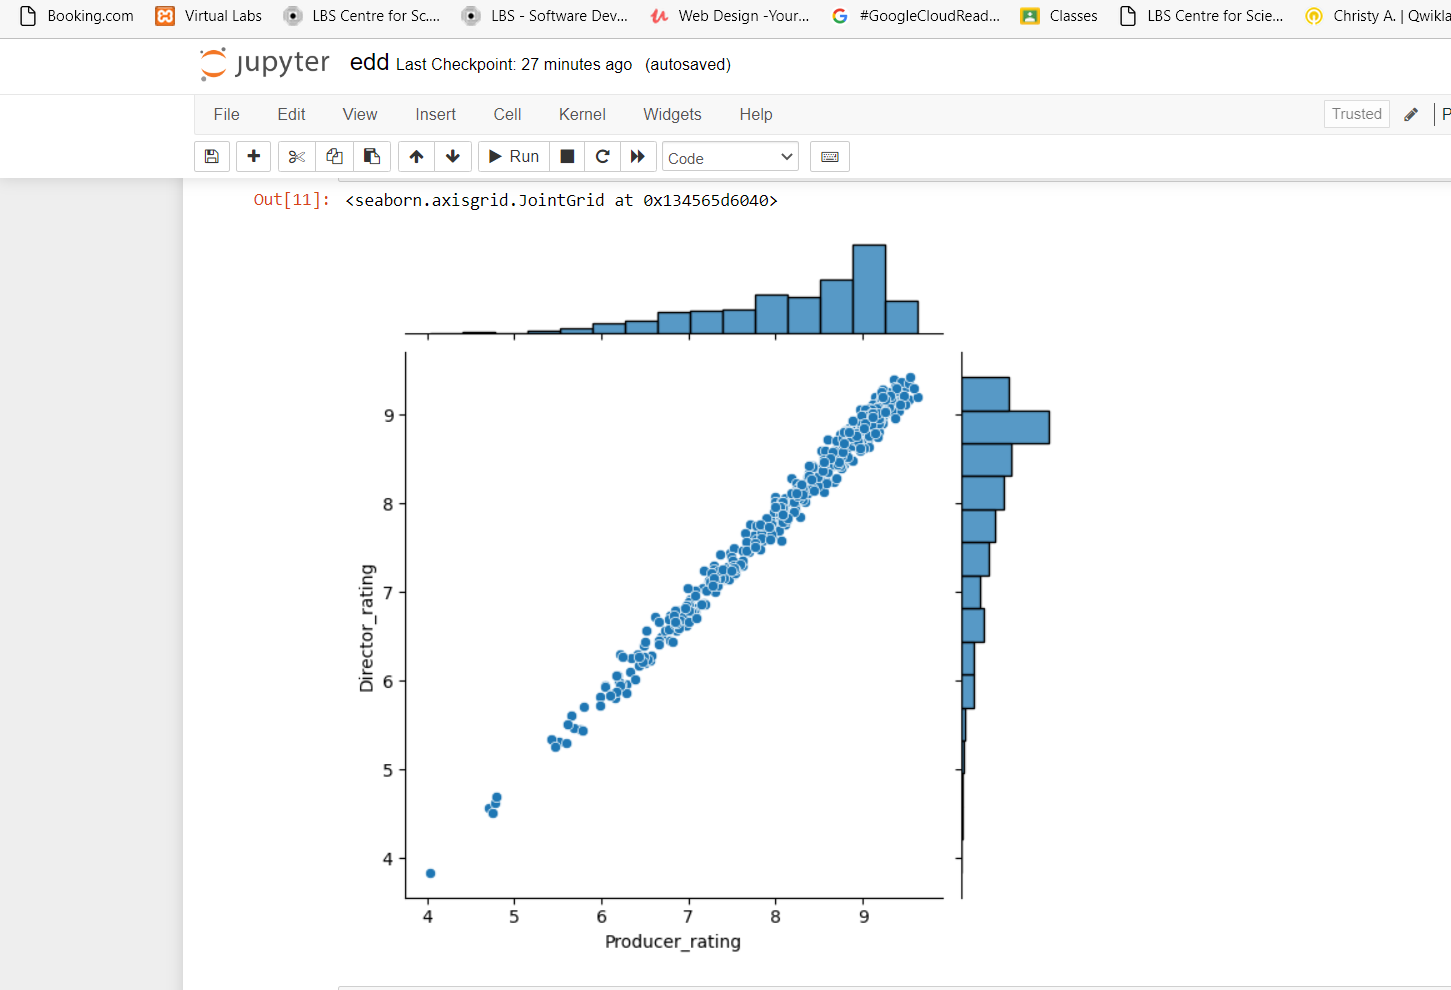 Booking.com Virtual Labs LBS Centre for Sc.... LBS - Software Dev... Web Design -Your... #GoogleCloudRead... Classes LBS Centre for Scie... Christy A. | Qwikla
jupyter edd Last Checkpoint: 27 minutes ago (autosaved)
File Edit View Insert Cell Kernel Widgets Help Trusted P
Run Code
Out[11]: <seaborn.axisgrid.JointGrid at 0x134565d6040>
9
8
7
6
5
4
Director_rating
4 5 6 7 8 9
Producer_rating